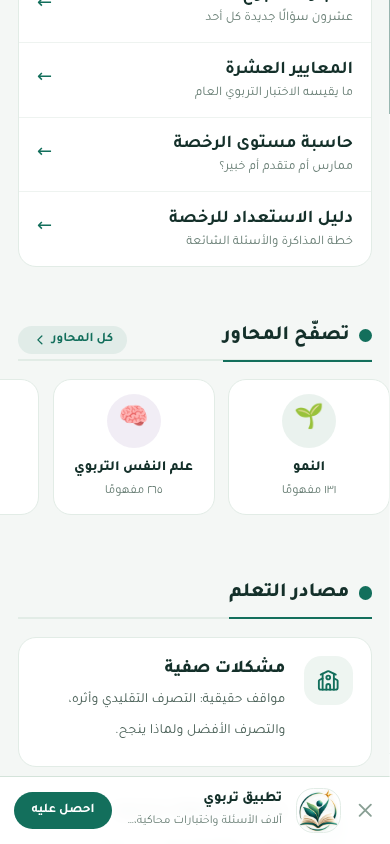 عشرون سؤالًا جديدة كل أحد
المعايير العشرة
ما يقيسه الاختبار التربوي العام
حاسبة مستوى الرخصة
ممارس أم متقدم أم خبير؟
دليل الاستعداد للرخصة
خطة المذاكرة والأسئلة الشائعة
تصفّح المحاور
كل المحاور
النمو
١٣١ مفهومًا
علم النفس التربوي
٢٦٥ مفهومًا
مصادر التعلم
مشكلات صفية
مواقف حقيقية: التصرف التقليدي وأثره،
والتصرف الأفضل ولماذا ينجح.
تطبيق تربوي
آلاف الأسئلة واختبارات محاكية،...
احصل عليه